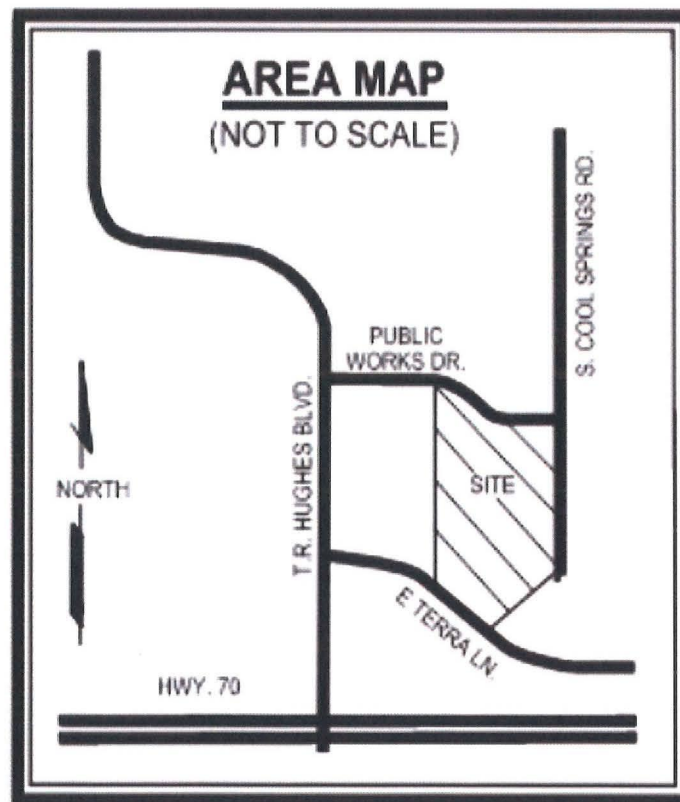 AREA MAP
(NOT TO SCALE)
S. COOL SPRINGS RD.
PUBLIC
WORKS DR.
T.R. HUGHES BLVD.
NORTH
SITE
E TERRA LN.
HWY. 70